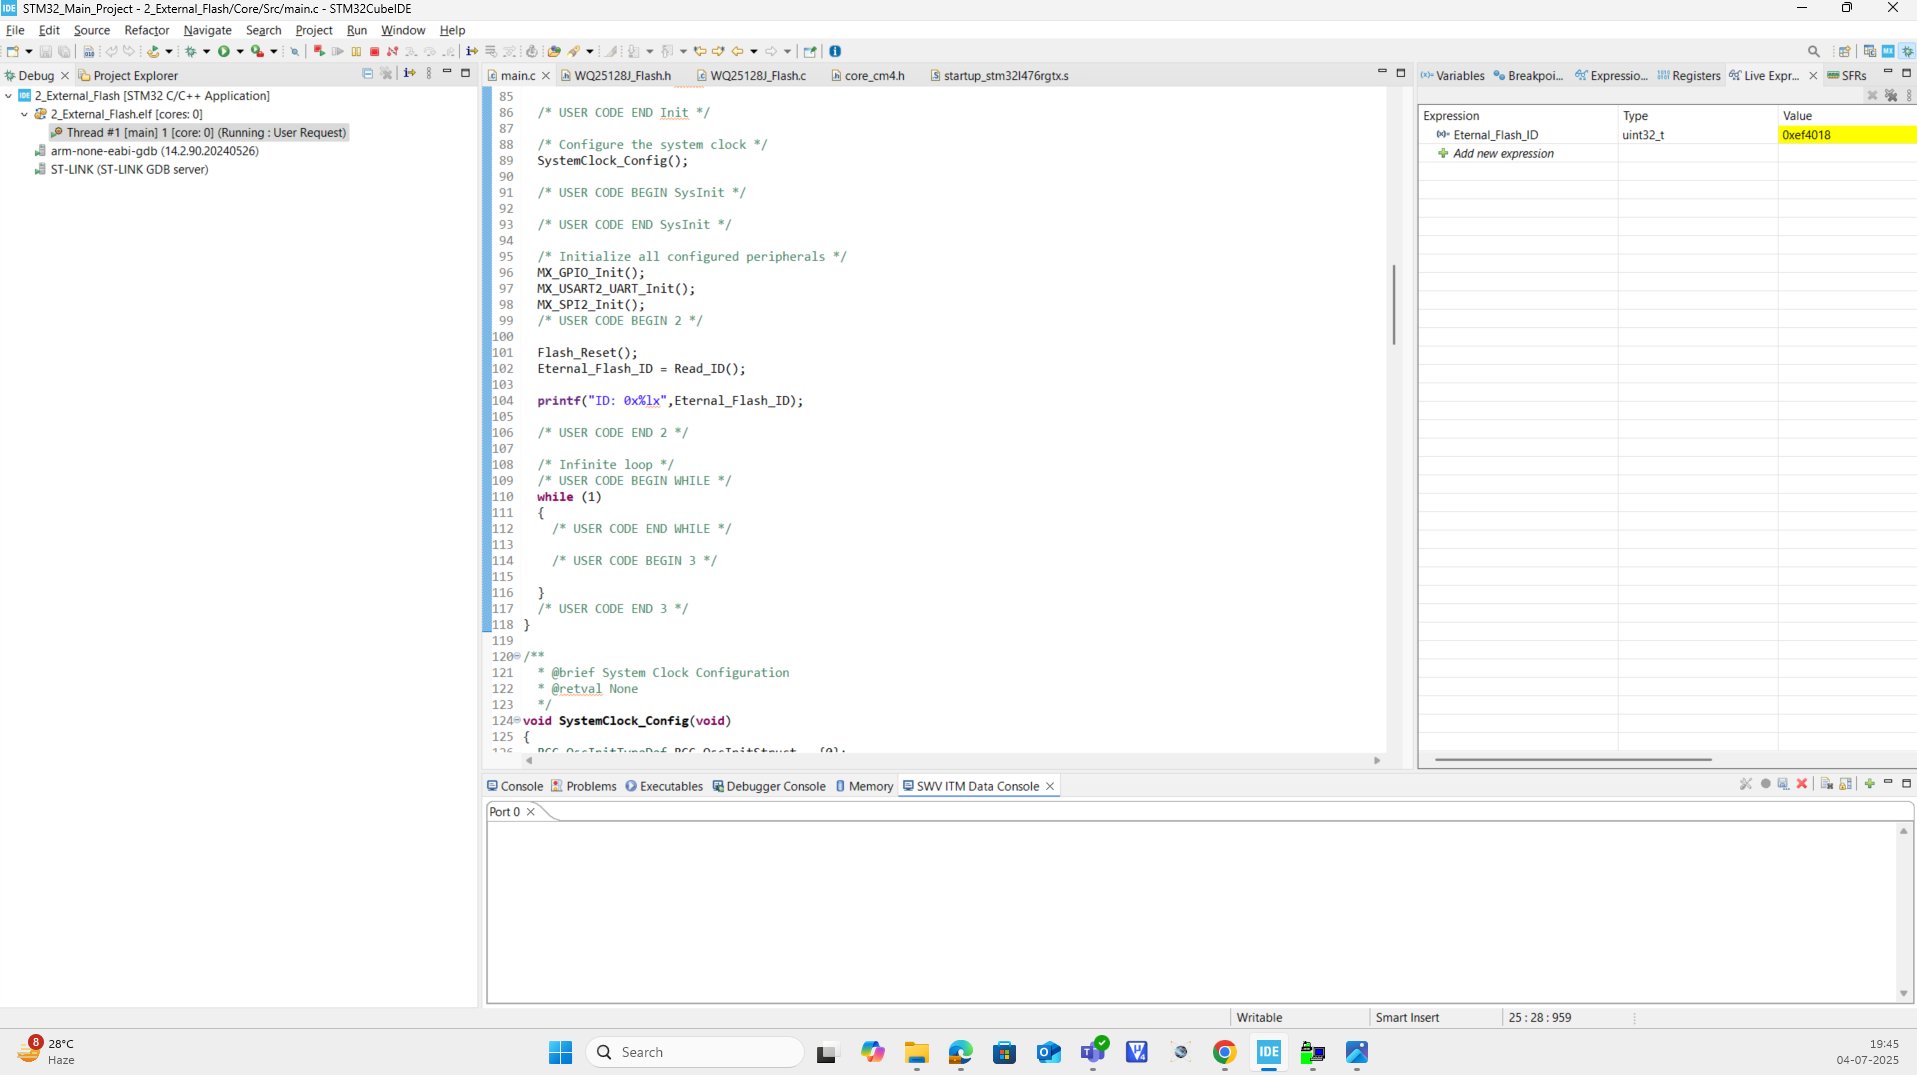 STM32_Main_Project - 2_External_Flash/Core/Src/main.c - STM32CubeIDE
File Edit Source Refactor Navigate Search Project Run Window Help
Debug Project Explorer
2_External_Flash [STM32 C/C++ Application]
2_External_Flash.elf [cores: 0]
Thread #1 [main] 1 [core: 0] (Running : User Request)
arm-none-eabi-gdb (14.2.90.20240526)
ST-LINK (ST-LINK GDB server)
main.c WQ25128J_Flash.h WQ25128J_Flash.c core_cm4.h startup_stm32l476rgtx.s
85
86 /* USER CODE END Init */
87
88 /* Configure the system clock */
89 SystemClock_Config();
90
91 /* USER CODE BEGIN SysInit */
92
93 /* USER CODE END SysInit */
94
95 /* Initialize all configured peripherals */
96 MX_GPIO_Init();
97 MX_USART2_UART_Init();
98 MX_SPI2_Init();
99 /* USER CODE BEGIN 2 */
100
101 Flash_Reset();
102 Eternal_Flash_ID = Read_ID();
103
104 printf("ID: 0x%lx",Eternal_Flash_ID);
105
106 /* USER CODE END 2 */
107
108 /* Infinite loop */
109 /* USER CODE BEGIN WHILE */
110 while (1)
111 {
112 /* USER CODE END WHILE */
113
114 /* USER CODE BEGIN 3 */
115
116 }
117 /* USER CODE END 3 */
118 }
119
120 /**
121 * @brief System Clock Configuration
122 * @retval None
123 */
124 void SystemClock_Config(void)
125 {
126 RCC_OscInitTypeDef RCC_OscInitStruct = {0};
Variables Breakpoi... Expressio... Registers Live Expr... SFRs
Expression Type Value
Eternal_Flash_ID uint32_t 0xef4018
Add new expression
Console Problems Executables Debugger Console Memory SWV ITM Data Console
Port 0
Writable Smart Insert 25 : 28 : 959
8
28°C
Haze
Search
IDE
19:45
04-07-2025